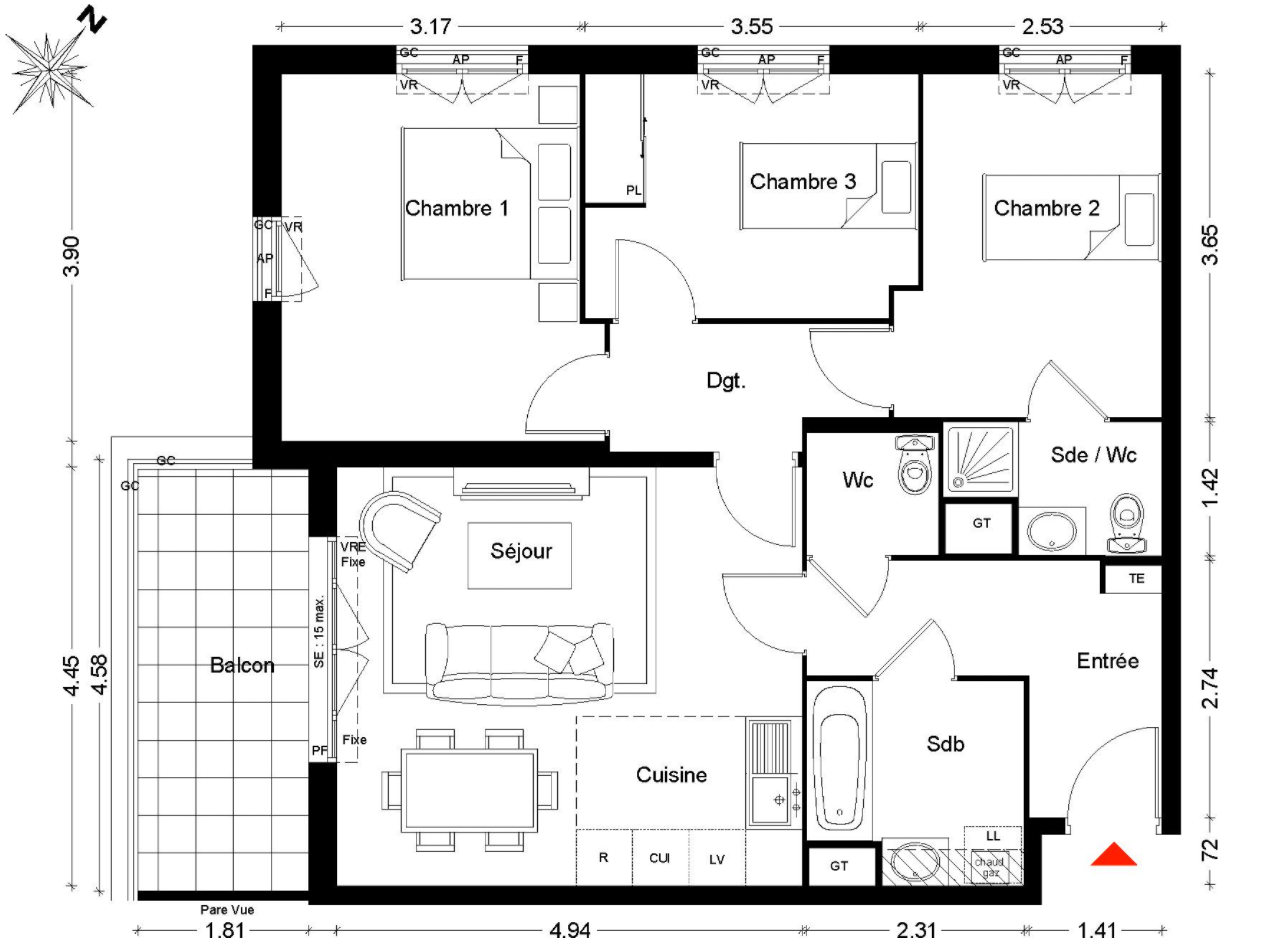 N
3.17
3.55
2.53
GC
AP
F
VR
GC
AP
F
VR
GC
AP
F
VR
PL
Chambre 1
Chambre 3
Chambre 2
GC
VR
AP
F
3.90
3.65
Dgt.
GC
GC
Wc
Sde / Wc
1.42
GT
TE
VRE
Fixe
Séjour
SE : 15 max.
Balcon
Entrée
4.45
4.58
2.74
PF
Fixe
Cuisine
Sdb
R
CUI
LV
GT
LL
chaud
gaz
72
Pare Vue
1.81
4.94
2.31
1.41